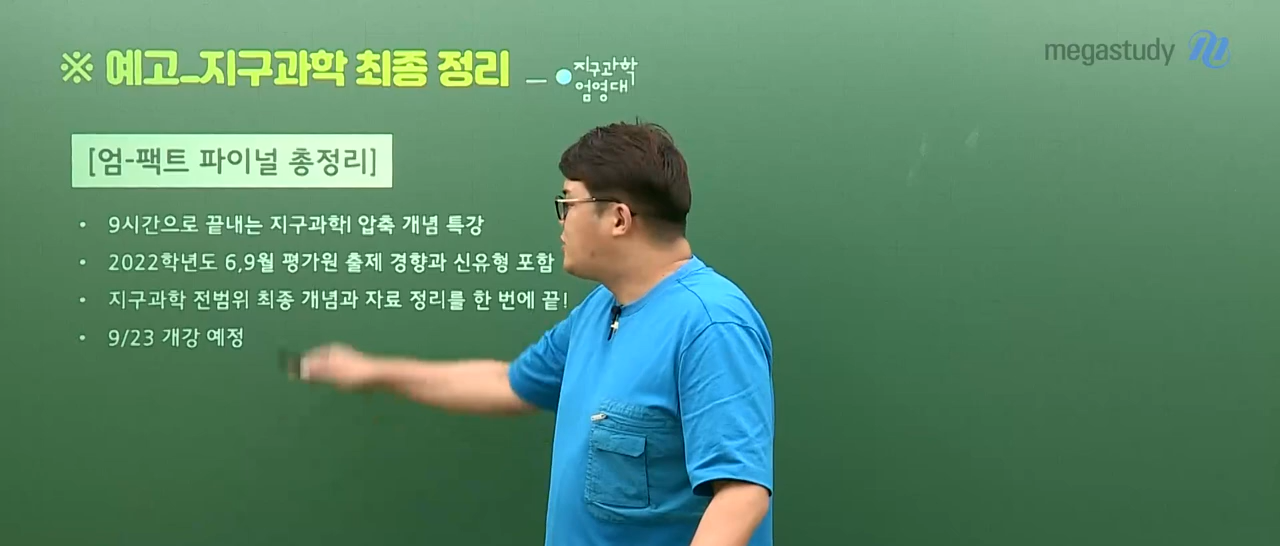 ※ 예고_지구과학 최종 정리 _ 지구과학 엄영대
megastudy
[엄-팩트 파이널 총정리]
• 9시간으로 끝내는 지구과학I 압축 개념 특강
• 2022학년도 6,9월 평가원 출제 경향과 신유형 포함
• 지구과학 전범위 최종 개념과 자료 정리를 한 번에 끝!
• 9/23 개강 예정